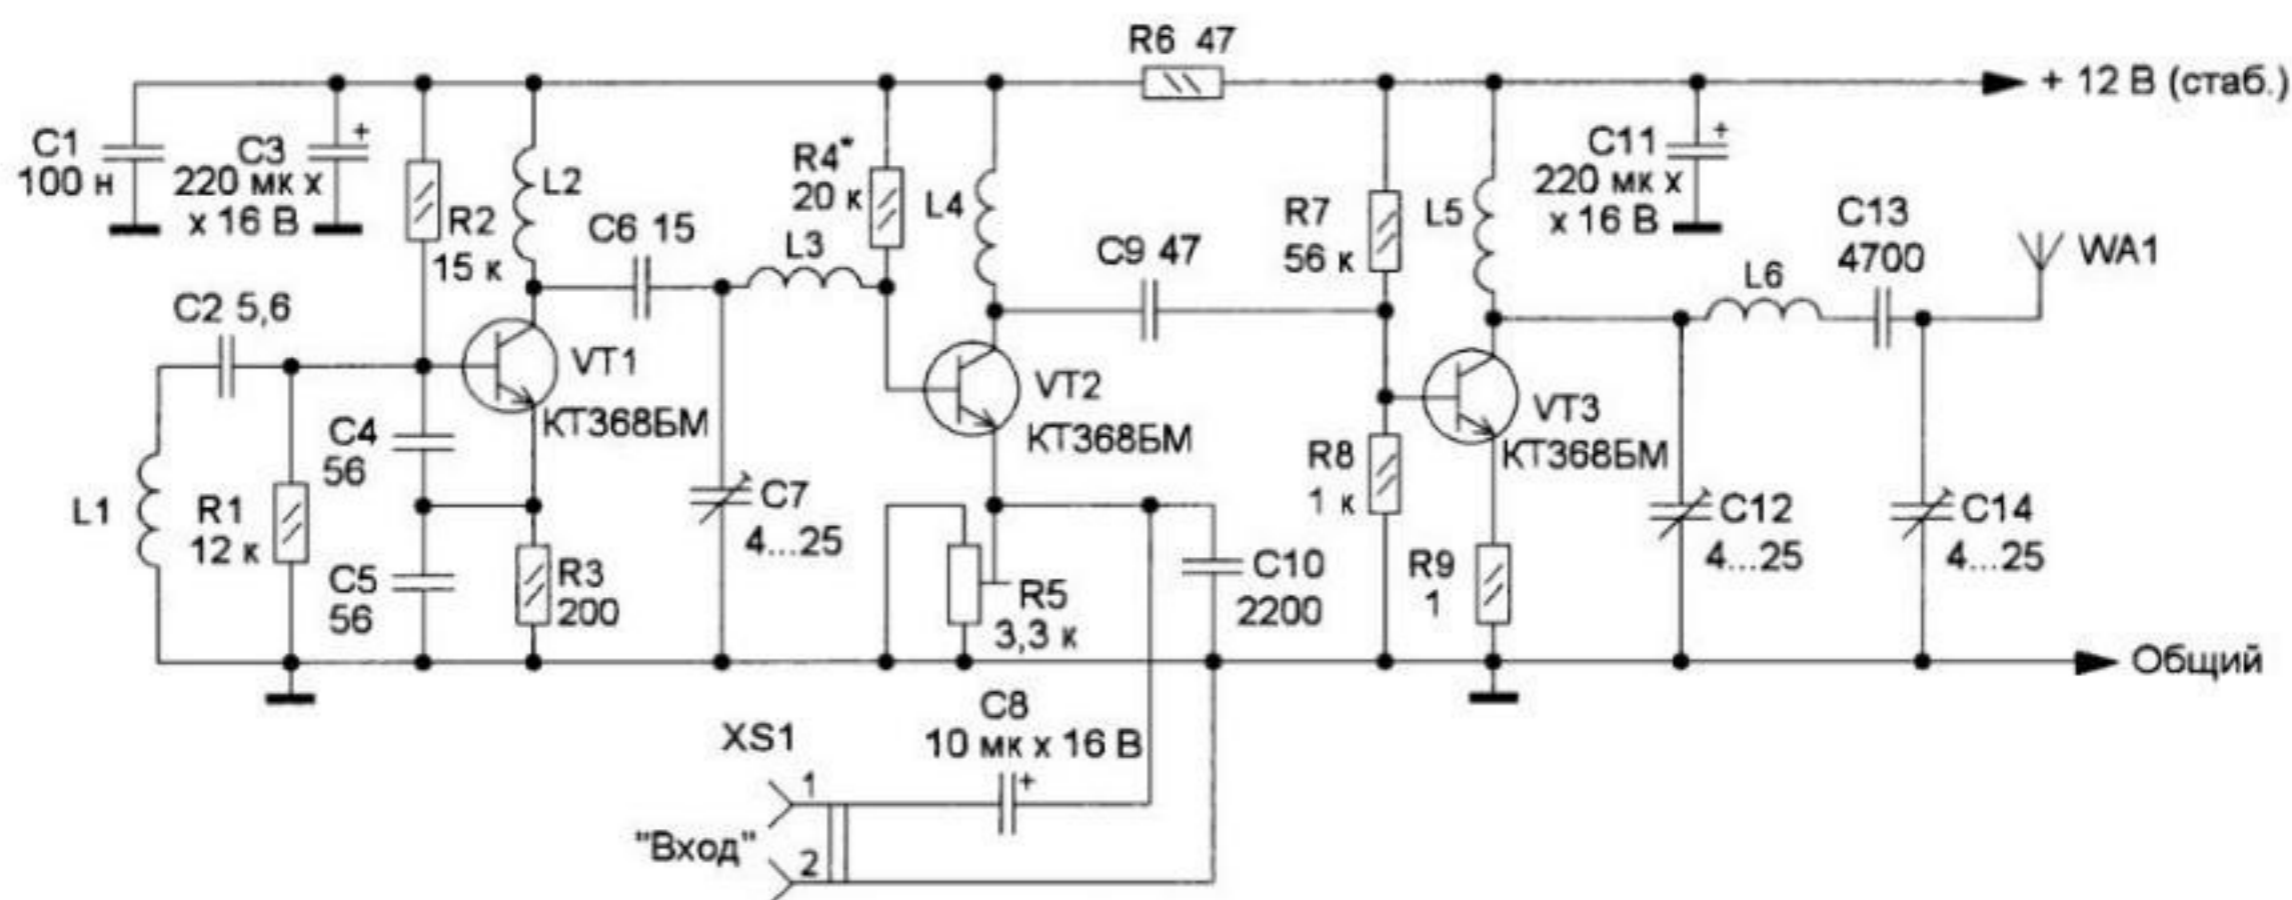 R6 47
+ 12 В (стаб.)
C1
100 н
C3
+
220 мк х
х 16 В
R2
15 к
L2
C6 15
L3
R4*
20 к
L4
C9 47
R7
56 к
L5
C11
+
220 мк х
х 16 В
C13
4700
L6
WA1
C2 5,6
VT1
КТ368БМ
VT2
КТ368БМ
VT3
КТ368БМ
L1
R1
12 к
C4
56
C5
56
R3
200
C7
4...25
R5
3,3 к
C10
2200
R8
1 к
R9
1
C12
4...25
C14
4...25
Общий
XS1
C8
10 мк х 16 В
+
1
"Вход"
2